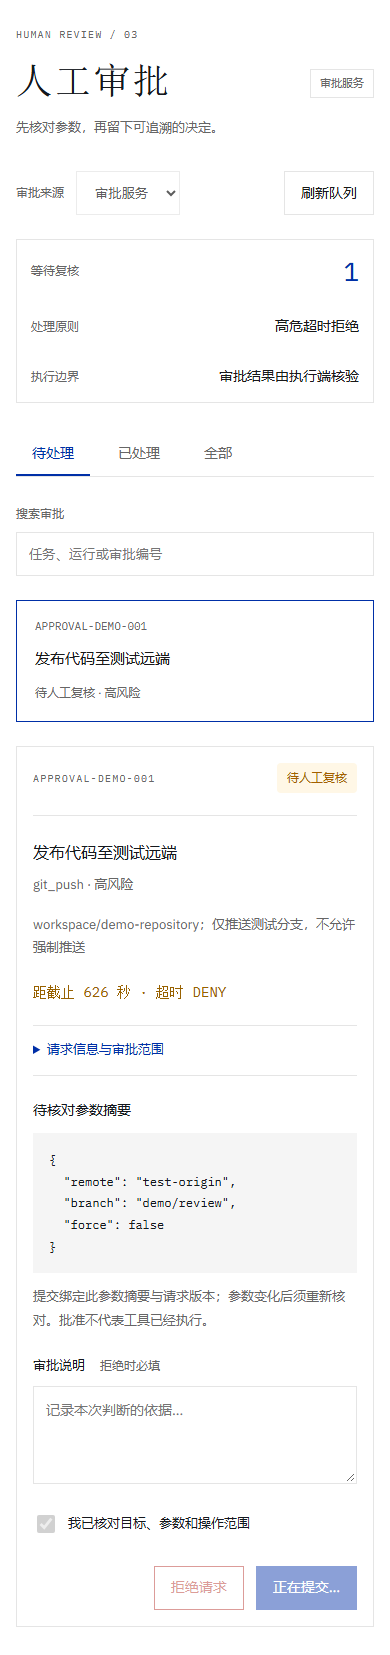 HUMAN REVIEW / 03
人工审批
审批服务
先核对参数，再留下可追溯的决定。
审批来源
审批服务
刷新队列
等待复核
1
处理原则
高危超时拒绝
执行边界
审批结果由执行端核验
待处理
已处理
全部
搜索审批
任务、运行或审批编号
APPROVAL-DEMO-001
发布代码至测试远端
待人工复核 · 高风险
APPROVAL-DEMO-001
待人工复核
发布代码至测试远端
git_push · 高风险
workspace/demo-repository；仅推送测试分支，不允许
强制推送
距截止 626 秒 · 超时 DENY
请求信息与审批范围
待核对参数摘要
{
"remote": "test-origin",
"branch": "demo/review",
"force": false
}
提交绑定此参数摘要与请求版本；参数变化后须重新核
对。批准不代表工具已经执行。
审批说明 拒绝时必填
记录本次判断的依据…
我已核对目标、参数和操作范围
拒绝请求
正在提交…